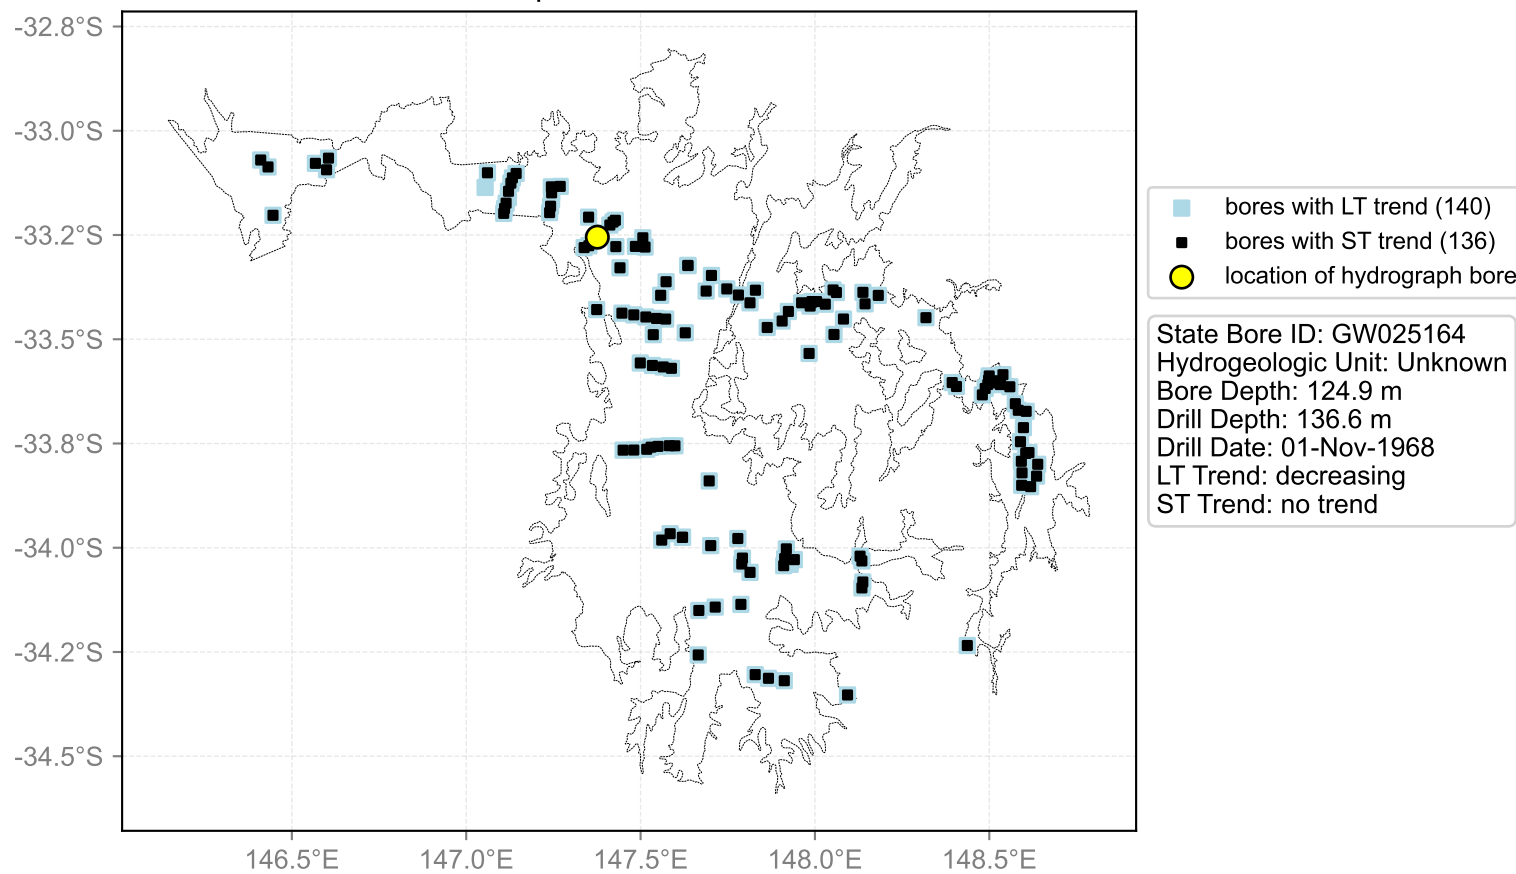 -32.8°S
-33.0°S
-33.2°S
-33.5°S
-33.8°S
-34.0°S
-34.2°S
-34.5°S
146.5°E
147.0°E
147.5°E
148.0°E
148.5°E
bores with LT trend (140)
bores with ST trend (136)
location of hydrograph bore
State Bore ID: GW025164
Hydrogeologic Unit: Unknown
Bore Depth: 124.9 m
Drill Depth: 136.6 m
Drill Date: 01-Nov-1968
LT Trend: decreasing
ST Trend: no trend